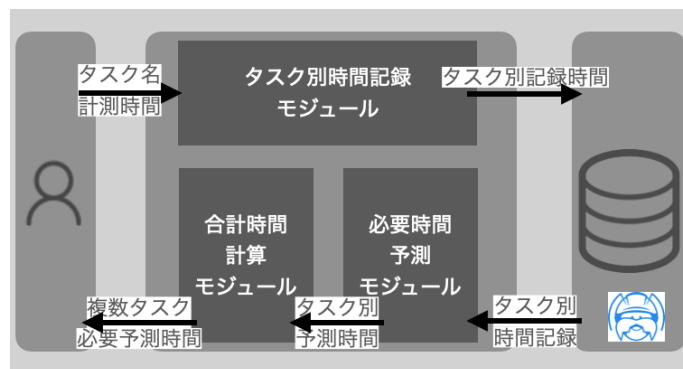 タスク名
計測時間
タスク別時間記録
モジュール
タスク別記録時間
合計時間
計算
モジュール
必要時間
予測
モジュール
複数タスク
必要予測時間
タスク別
予測時間
タスク別
時間記録